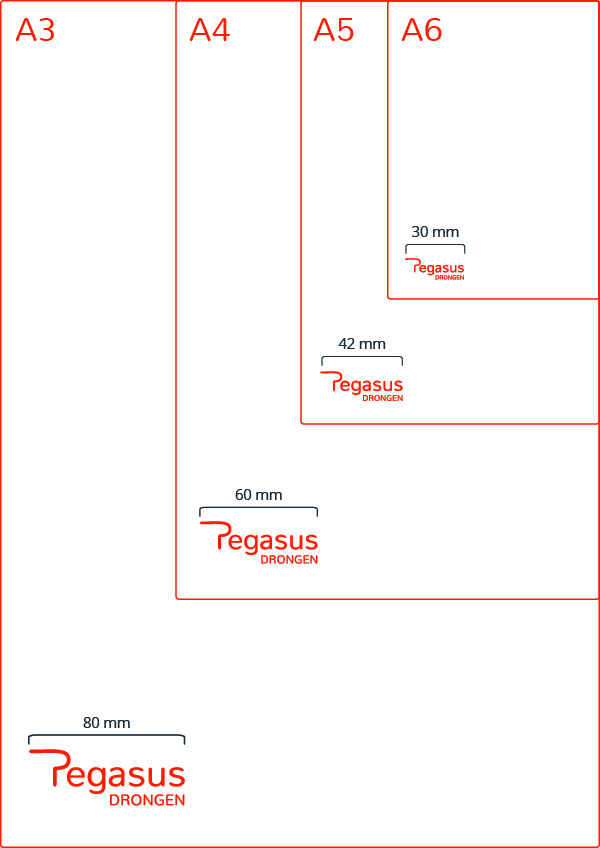 A3
A4
A5
A6
30 mm
Pegasus
DRONGEN
42 mm
Pegasus
DRONGEN
60 mm
Pegasus
DRONGEN
80 mm
Pegasus
DRONGEN